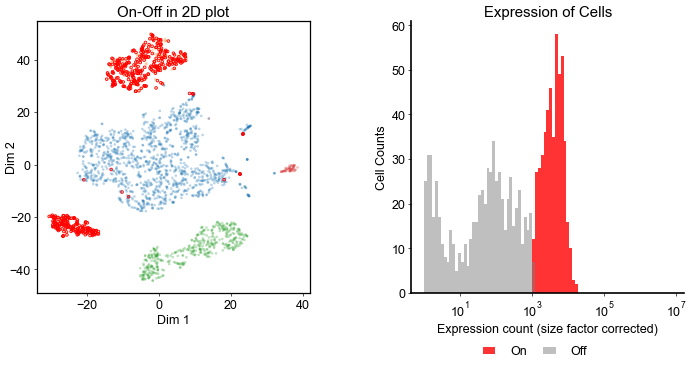 On-Off in 2D plot
40
20
0
−20
−40
Dim 2
−20
0
20
40
Dim 1
Expression of Cells
60
50
40
30
20
10
0
Cell Counts
10^1
10^3
10^5
10^7
Expression count (size factor corrected)
On
Off